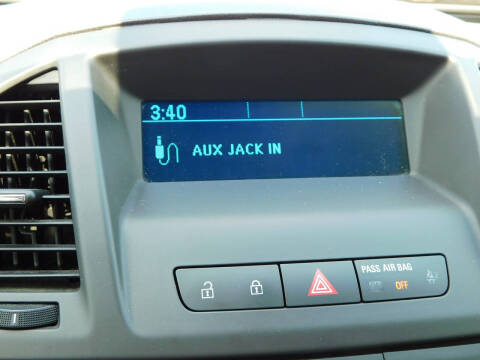 3:40
AUX JACK IN
PASS AIR BAG
OFF